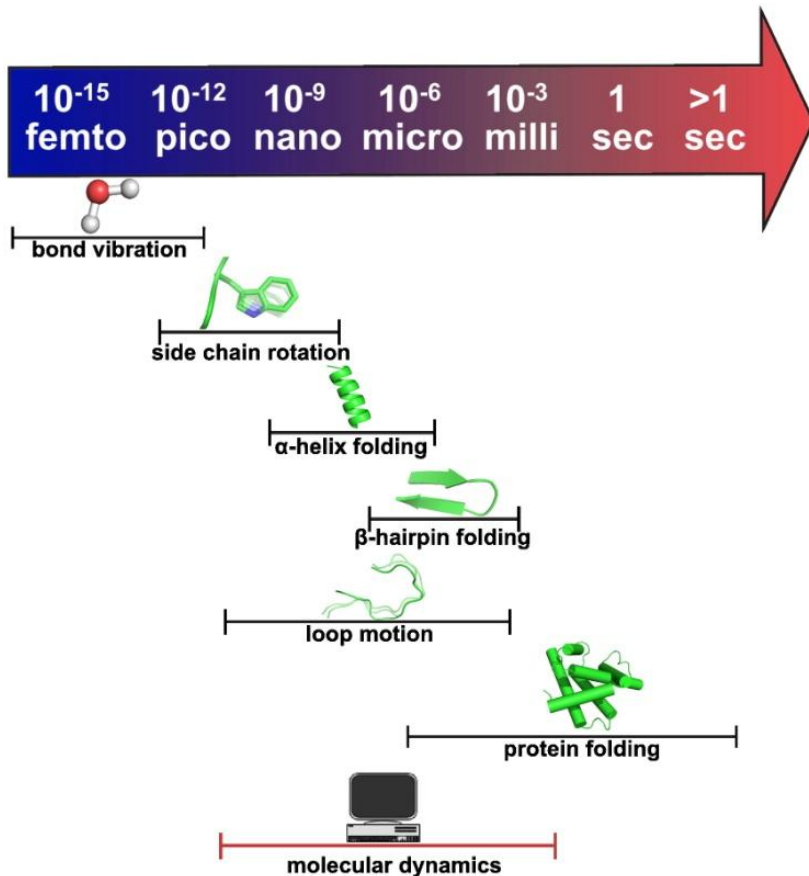 10-15 10-12 10-9 10-6 10-3 1 >1
femto pico nano micro milli sec sec
bond vibration
side chain rotation
α-helix folding
β-hairpin folding
loop motion
protein folding
molecular dynamics